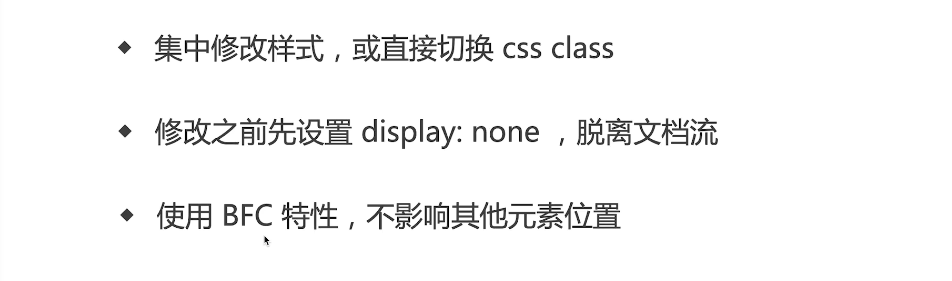 ◆ 集中修改样式，或直接切换 css class
◆ 修改之前先设置 display: none ，脱离文档流
◆ 使用 BFC 特性，不影响其他元素位置